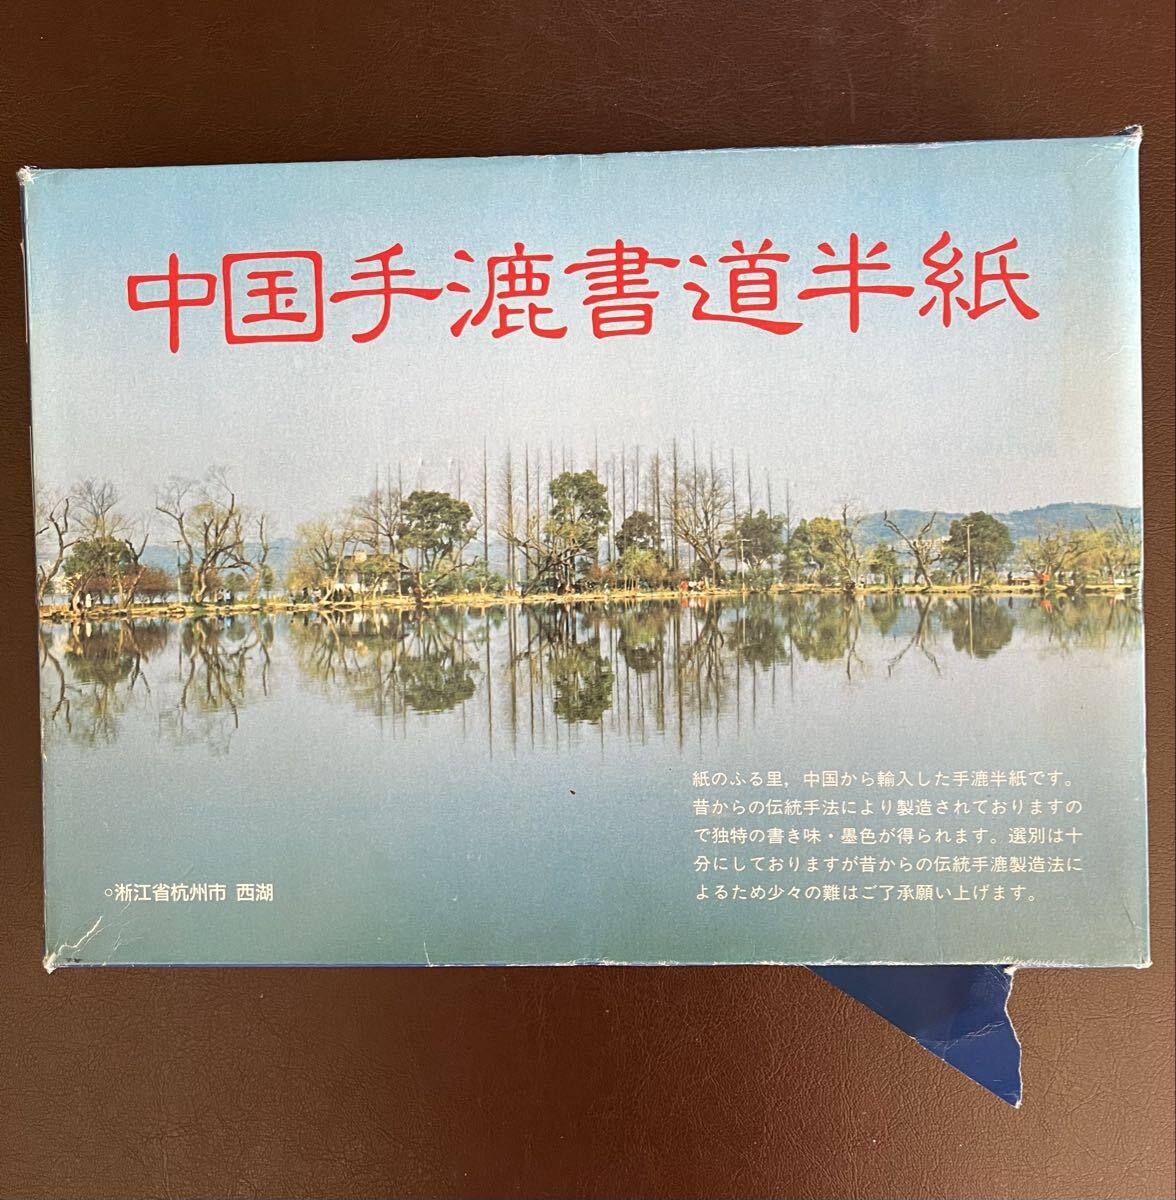 中国手漉書道半紙
紙のふる里，中国から輸入した手漉半紙です。
昔からの伝統手法により製造されておりますの
で独特の書き味・墨色が得られます。選別は十
分にしておりますが昔からの伝統手漉製造法に
よるため少々の難はご了承願い上げます。
○淅江省杭州市 西湖